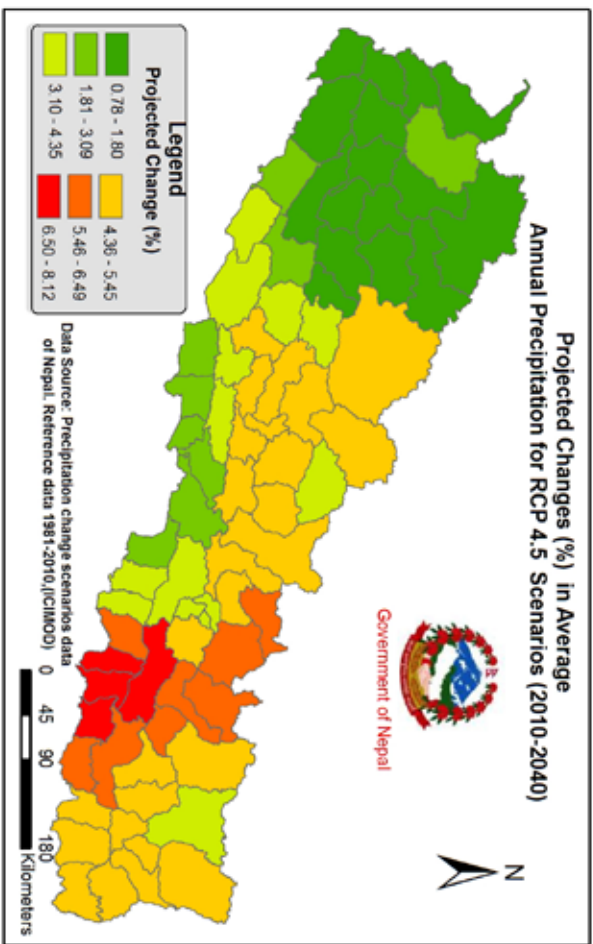 Projected Changes (%) in Average
Annual Precipitation for RCP 4.5 Scenarios (2010-2040)
Government of Nepal
N
Legend
Projected Change (%)
0.78 - 1.80
1.81 - 3.09
3.10 - 4.35
4.36 - 5.45
5.46 - 6.49
6.50 - 8.12
Data Source: Precipitation change scenarios data
of Nepal. Reference data 1981-2010,(ICIMOD)
0 45 90 180
Kilometers